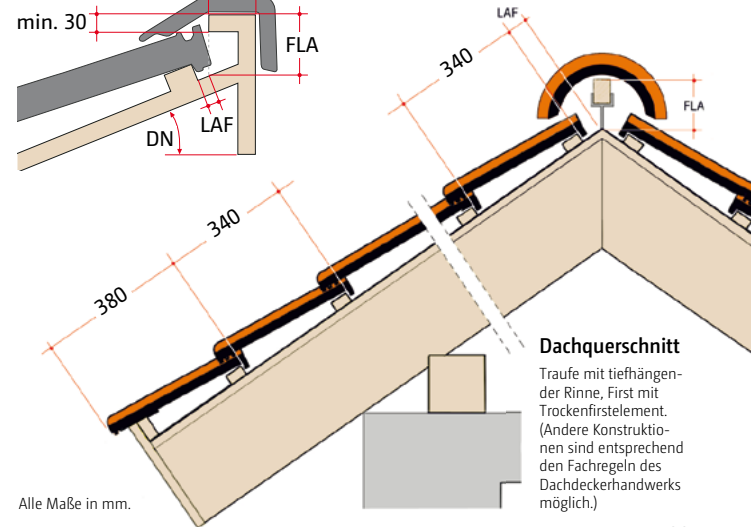 min. 30
FLA
LAF
DN
LAF
340
FLA
340
380
Dachquerschnitt
Traufe mit tiefhängen-
der Rinne, First mit
Trockenfirstelement.
(Andere Konstruktio-
nen sind entsprechend
den Fachregeln des
Dachdeckerhandwerks
möglich.)
Alle Maße in mm.